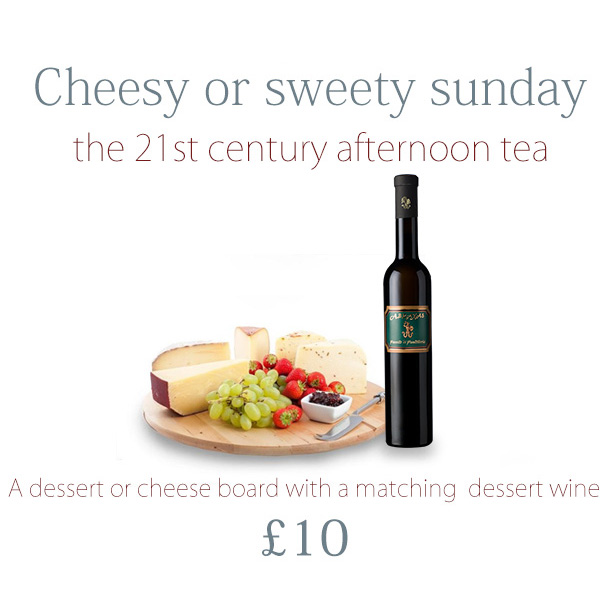 Cheesy or sweety sunday
the 21st century afternoon tea
A dessert or cheese board with a matching dessert wine
£10